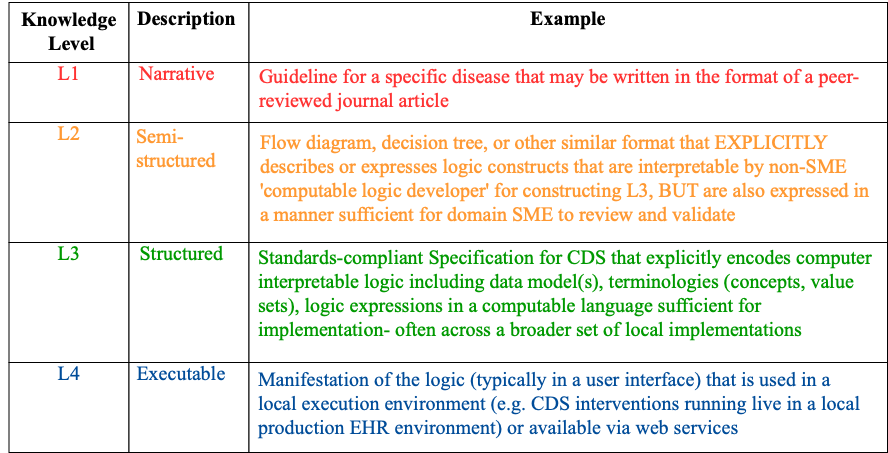 Knowledge Level
Description
Example
L1
Narrative
Guideline for a specific disease that may be written in the format of a peer-
reviewed journal article
L2
Semi-
structured
Flow diagram, decision tree, or other similar format that EXPLICITLY
describes or expresses logic constructs that are interpretable by non-SME
'computable logic developer' for constructing L3, BUT are also expressed in
a manner sufficient for domain SME to review and validate
L3
Structured
Standards-compliant Specification for CDS that explicitly encodes computer
interpretable logic including data model(s), terminologies (concepts, value
sets), logic expressions in a computable language sufficient for
implementation- often across a broader set of local implementations
L4
Executable
Manifestation of the logic (typically in a user interface) that is used in a
local execution environment (e.g. CDS interventions running live in a local
production EHR environment) or available via web services